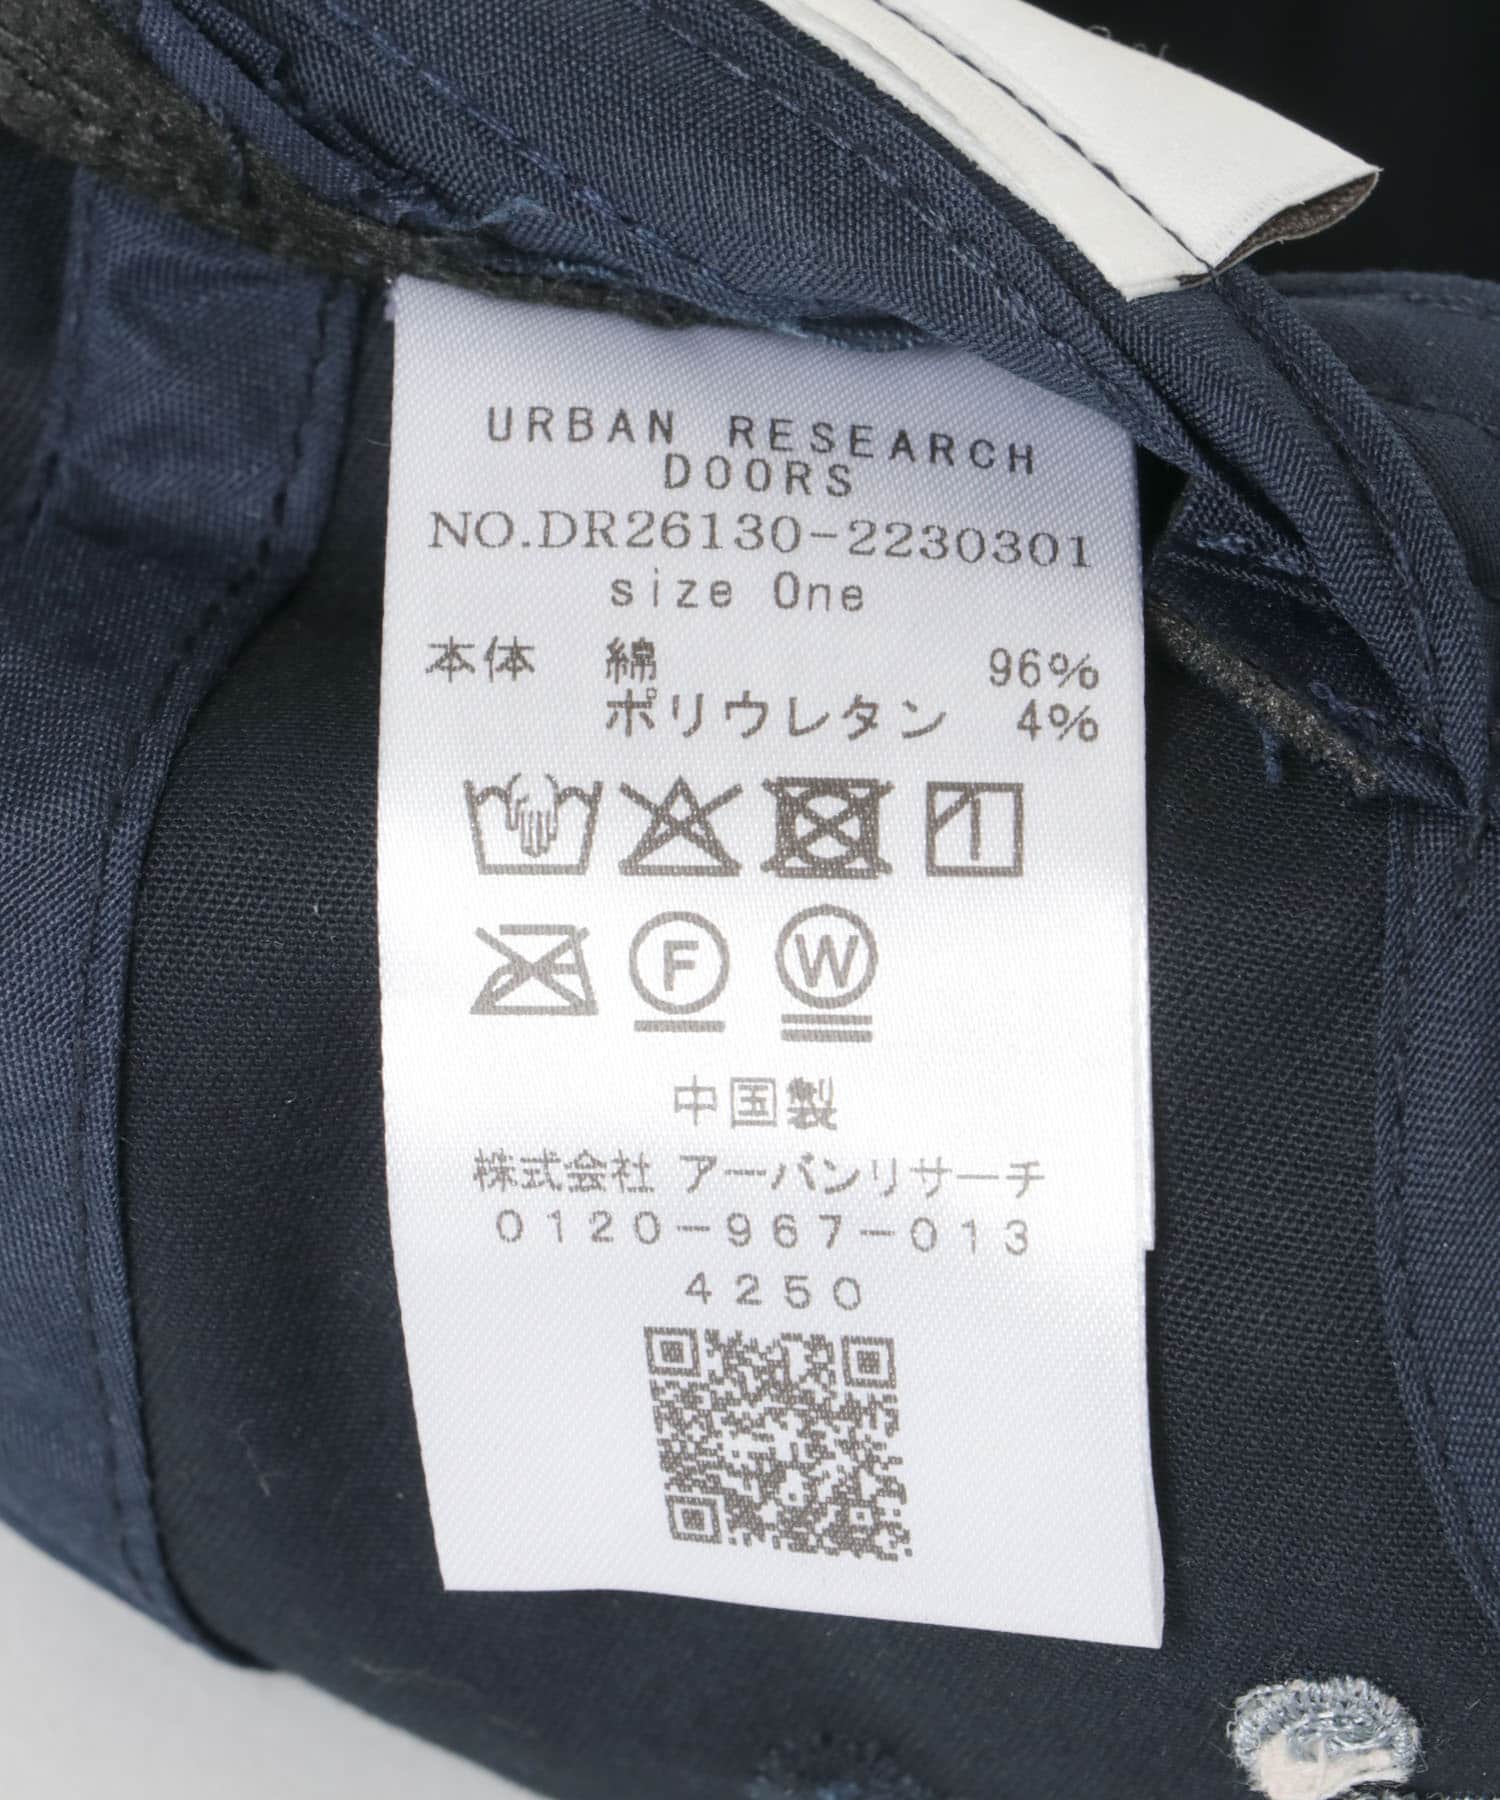 URBAN RESEARCH
DOORS
NO.DR26130-2230301
size One
本体 綿 96%
ポリウレタン 4%
F W
中国製
株式会社 アーバンリサーチ
0120-967-013
4250